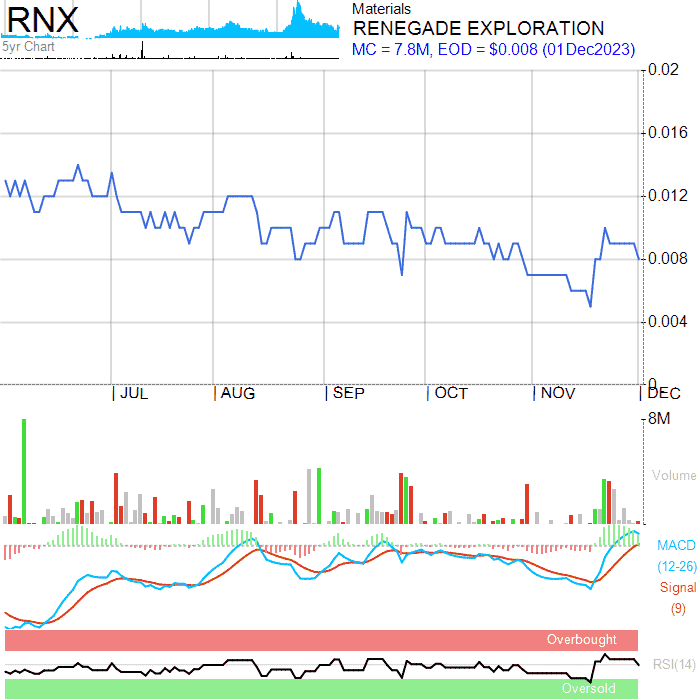 RNX
5yr Chart
Materials
RENEGADE EXPLORATION
MC = 7.8M, EOD = $0.008 (01Dec2023)
0.02
0.016
0.012
0.008
0.004
0
JUL AUG SEP OCT NOV DEC
8M
Volume
MACD
(12-26)
Signal
(9)
Overbought
RSI(14)
Oversold